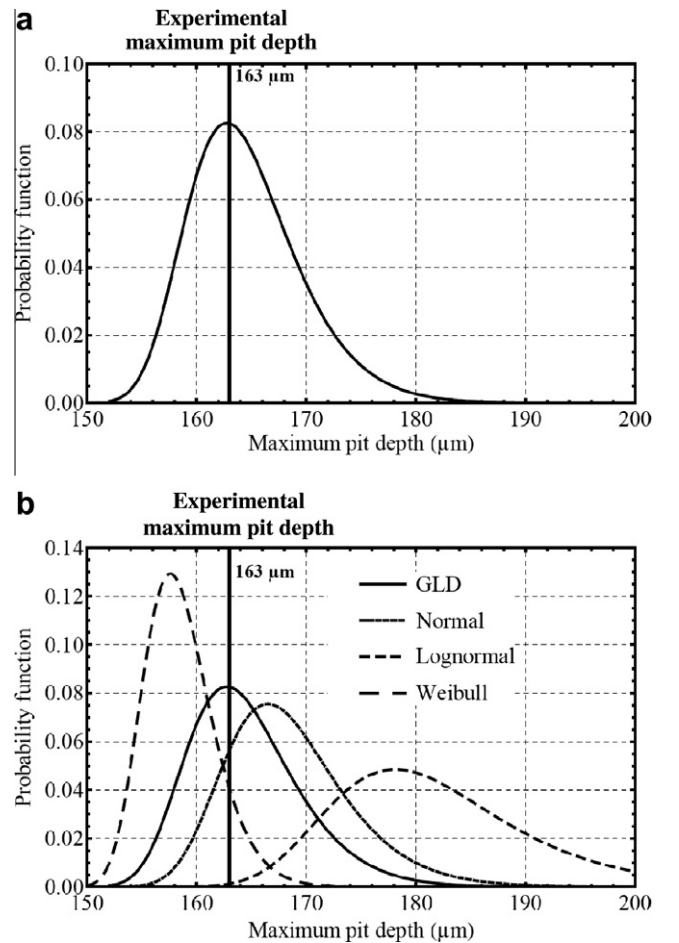 a
Experimental
maximum pit depth
163 µm
0.10
0.08
0.06
0.04
0.02
0.00
Probability function
150 160 170 180 190 200
Maximum pit depth (µm)
b
Experimental
maximum pit depth
163 µm
0.14
0.12
0.10
0.08
0.06
0.04
0.02
0.00
Probability function
GLD
Normal
Lognormal
Weibull
150 160 170 180 190 200
Maximum pit depth (µm)